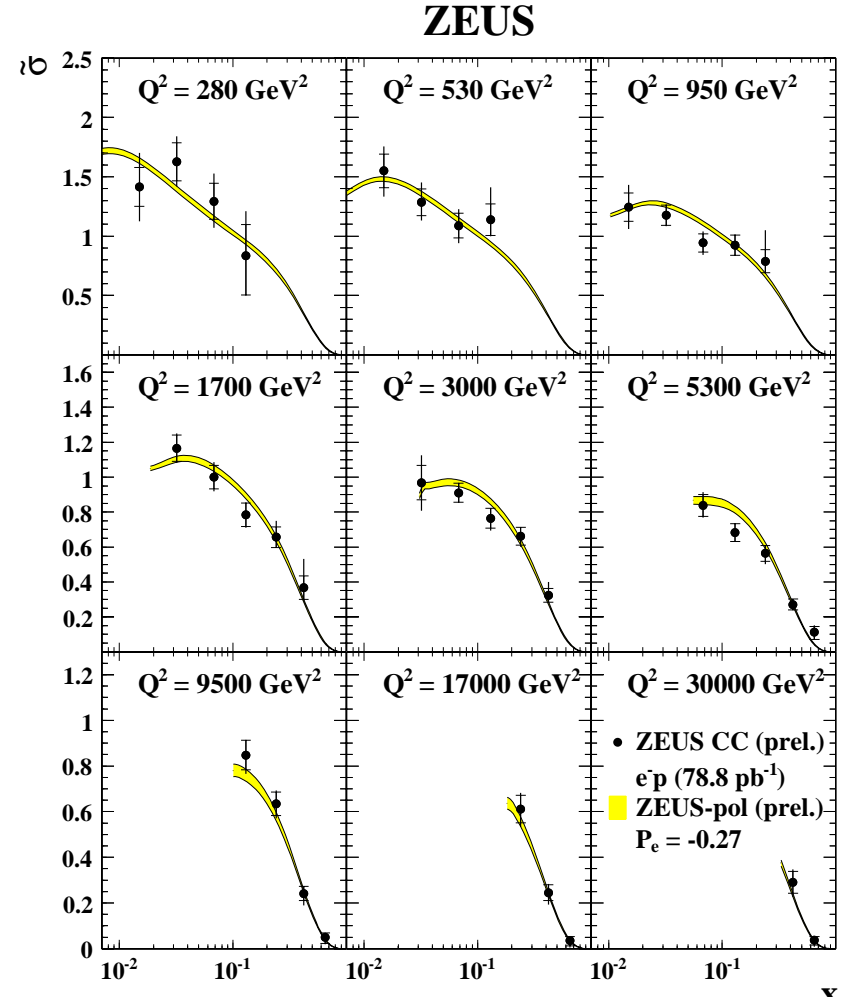 ZEUS
σ̃
2.5
Q² = 280 GeV²
Q² = 530 GeV²
Q² = 950 GeV²
2
1.5
1
0.5
1.6
Q² = 1700 GeV²
Q² = 3000 GeV²
Q² = 5300 GeV²
1.4
1.2
1
0.8
0.6
0.4
0.2
1.2
Q² = 9500 GeV²
Q² = 17000 GeV²
Q² = 30000 GeV²
1
ZEUS CC (prel.)
e⁻p (78.8 pb⁻¹)
0.8
ZEUS-pol (prel.)
Pₑ = -0.27
0.6
0.4
0.2
0
10⁻² 10⁻¹ 10⁻² 10⁻¹ 10⁻² 10⁻¹
x